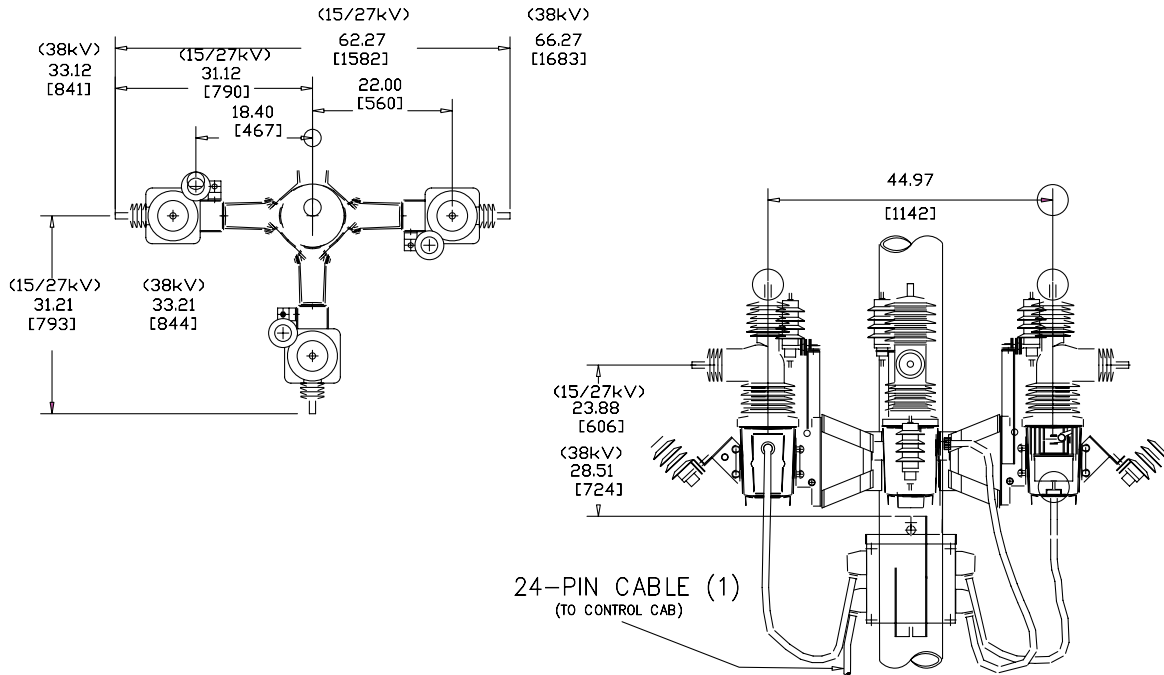 (15/27kV)
62.27
[1582]
(38kV)
66.27
[1683]
(38kV)
33.12
[841]
(15/27kV)
31.12
[790]
22.00
[560]
18.40
[467]
(15/27kV)
31.21
[793]
(38kV)
33.21
[844]
44.97
[1142]
(15/27kV)
23.88
[606]
(38kV)
28.51
[724]
24-PIN CABLE (1)
(TO CONTROL CAB)